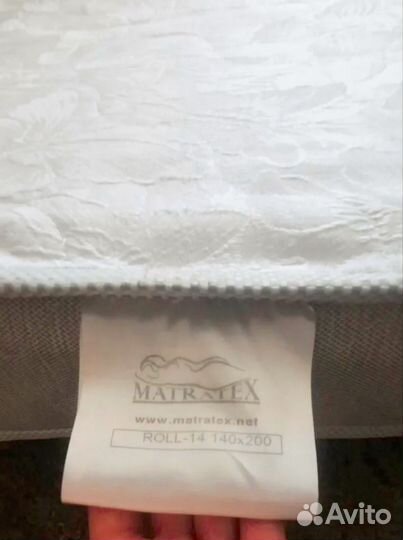 MATRATEX
www.matratex.net
ROLL-14 140x200
Avito